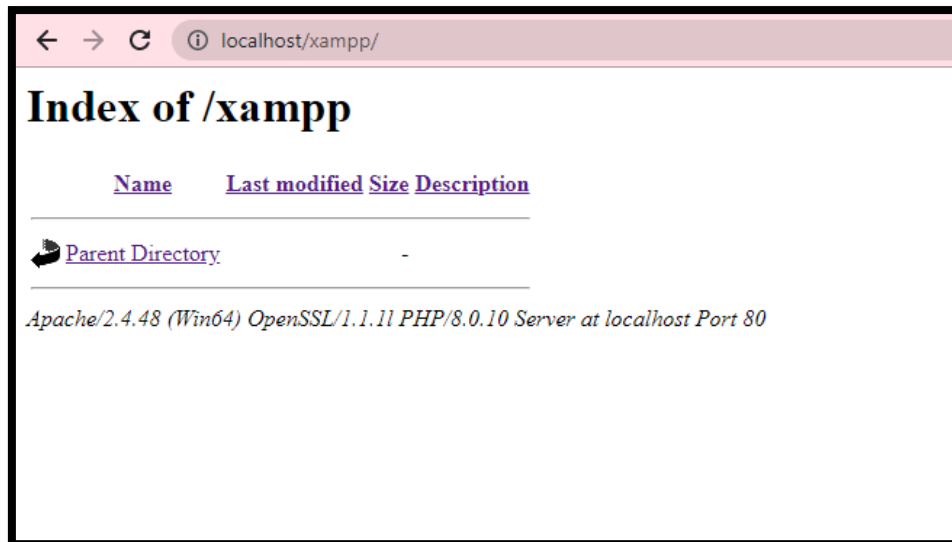 localhost/xampp/
Index of /xampp
Name Last modified Size Description
Parent Directory -
Apache/2.4.48 (Win64) OpenSSL/1.1.1l PHP/8.0.10 Server at localhost Port 80